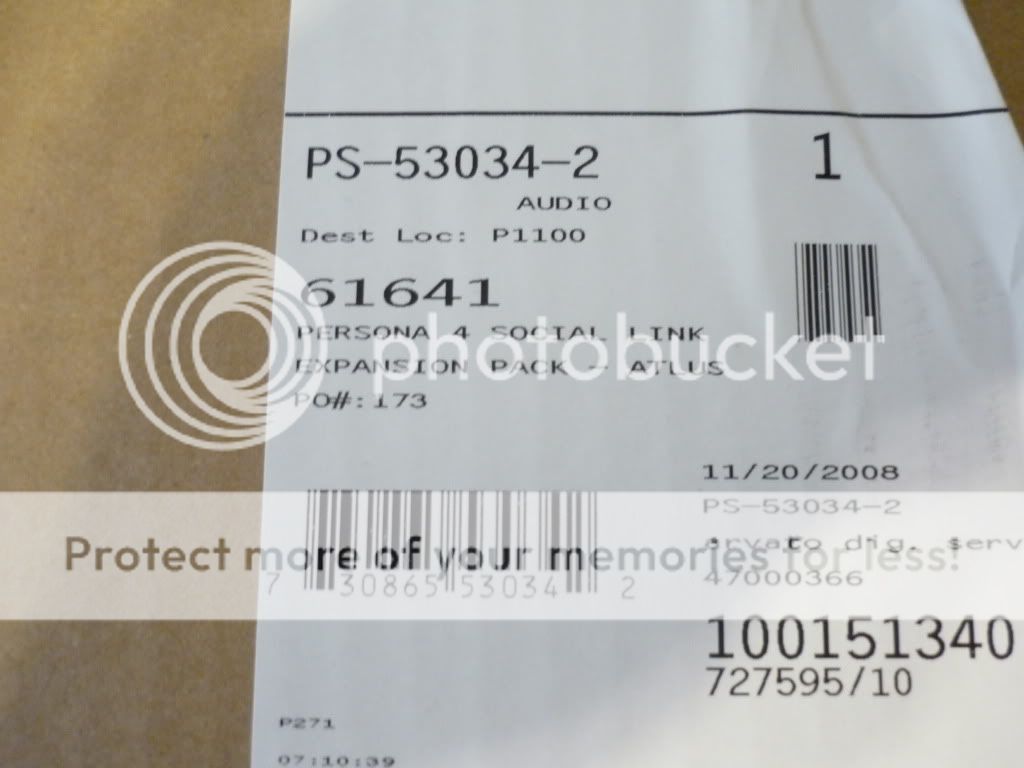 PS-53034-2
1
AUDIO
Dest Loc: P1100
61641
PERSONA 4 SOCIAL LINK
EXPANSION PACK - ATLUS
PO#:173
photobucket
11/20/2008
PS-53034-2
arvato dig. serv
47000366
Protect more of your memories for less!
7 30865 53034 2
100151340
727595/10
P271
07:10:39